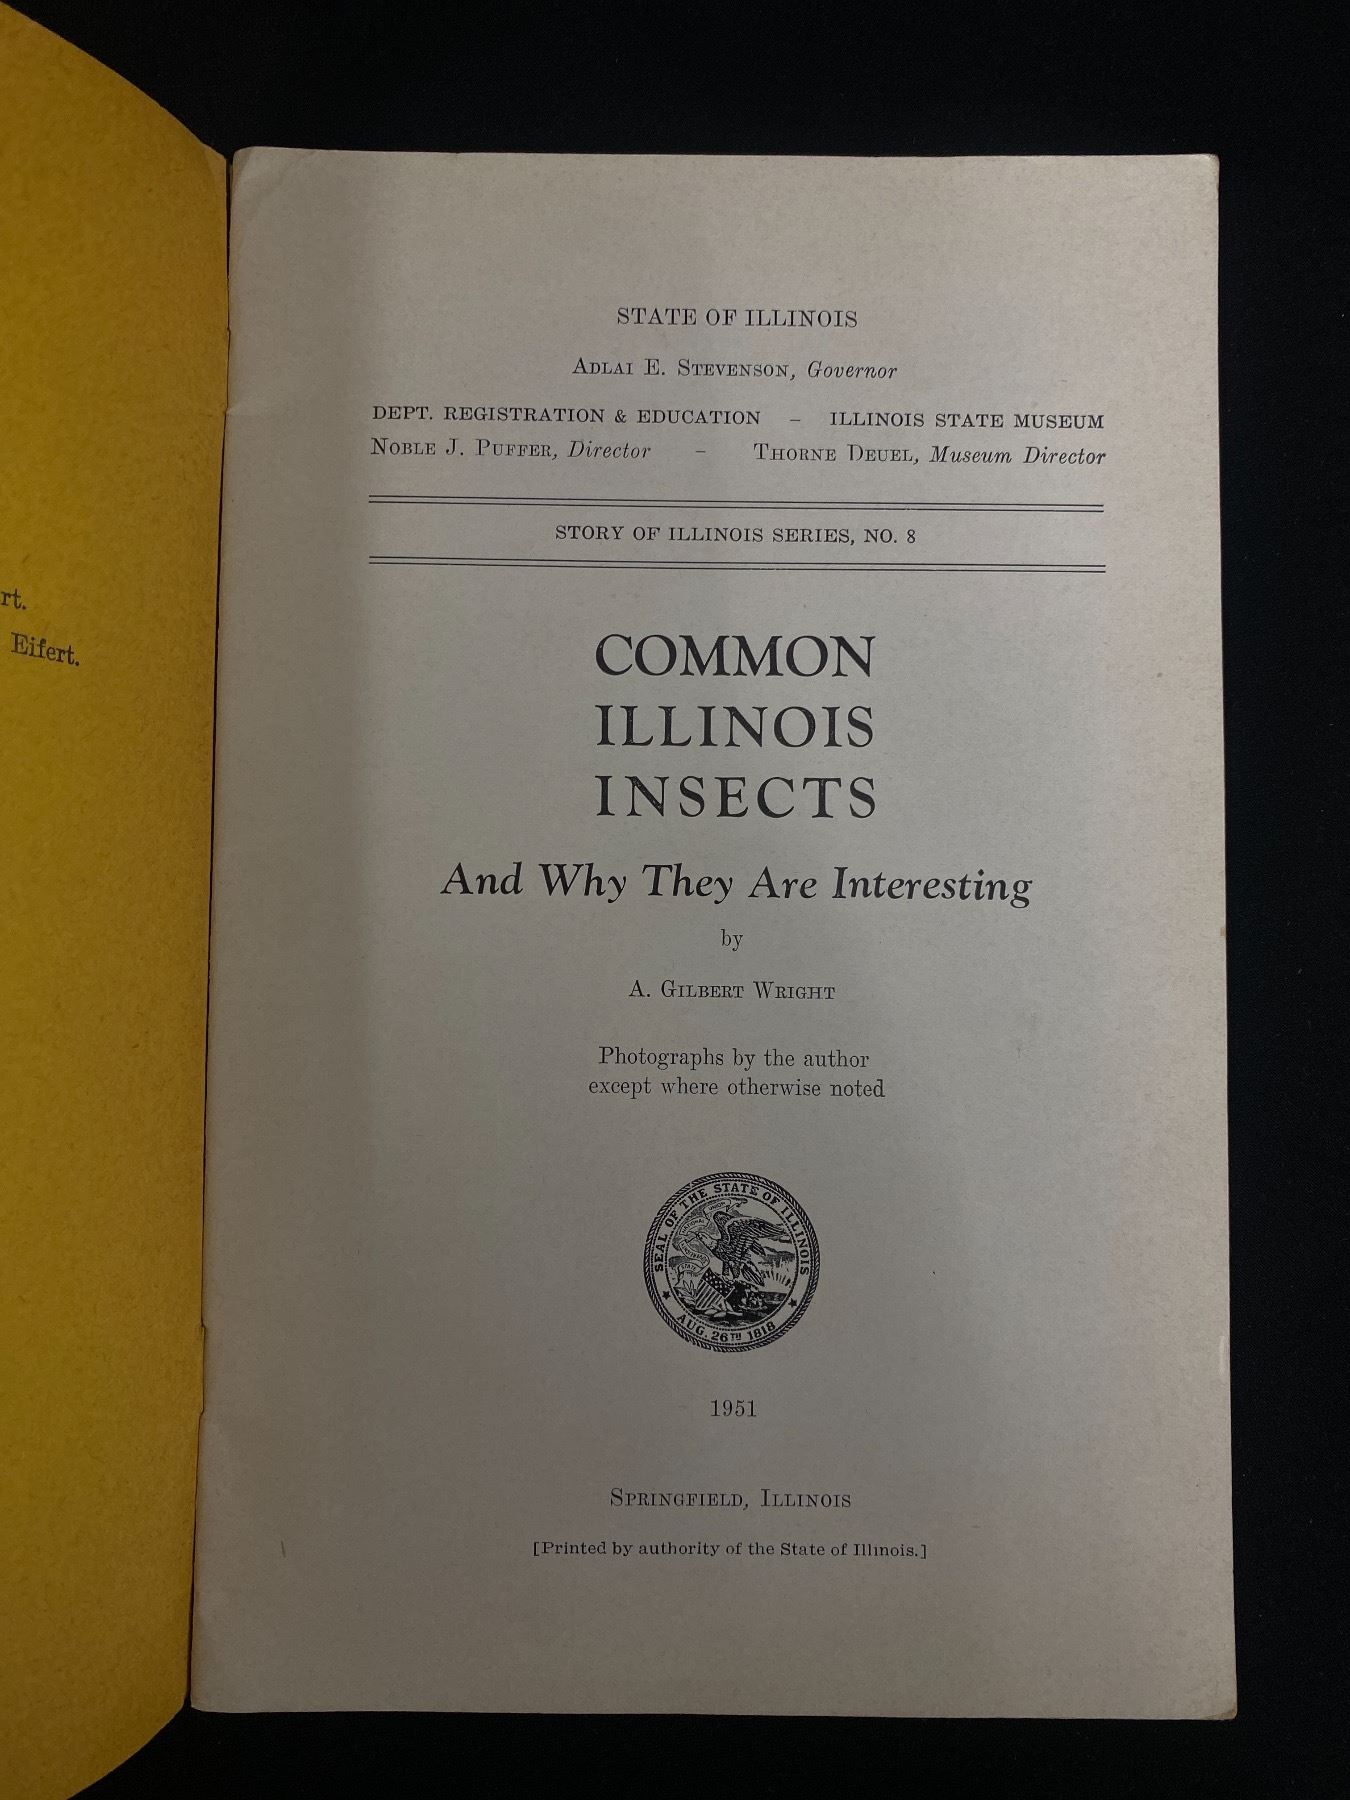 rt.
Eifert.
STATE OF ILLINOIS
ADLAI E. STEVENSON, Governor
DEPT. REGISTRATION & EDUCATION – ILLINOIS STATE MUSEUM
NOBLE J. PUFFER, Director – THORNE DEUEL, Museum Director
STORY OF ILLINOIS SERIES, NO. 8
COMMON
ILLINOIS
INSECTS
And Why They Are Interesting
by
A. GILBERT WRIGHT
Photographs by the author
except where otherwise noted
SEAL OF THE STATE OF ILLINOIS
AUG. 26TH 1818
1951
SPRINGFIELD, ILLINOIS
[Printed by authority of the State of Illinois.]